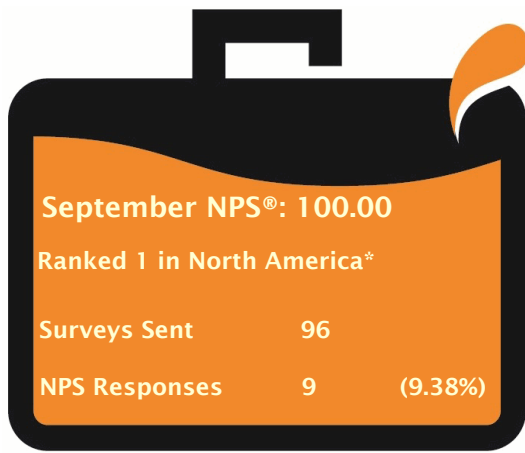 September NPS®: 100.00
Ranked 1 in North America*
Surveys Sent 96
NPS Responses 9 (9.38%)